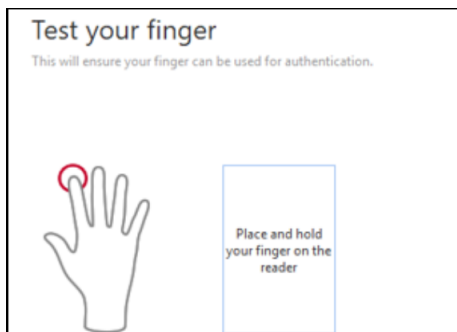 Test your finger
This will ensure your finger can be used for authentication.
Place and hold
your finger on the
reader